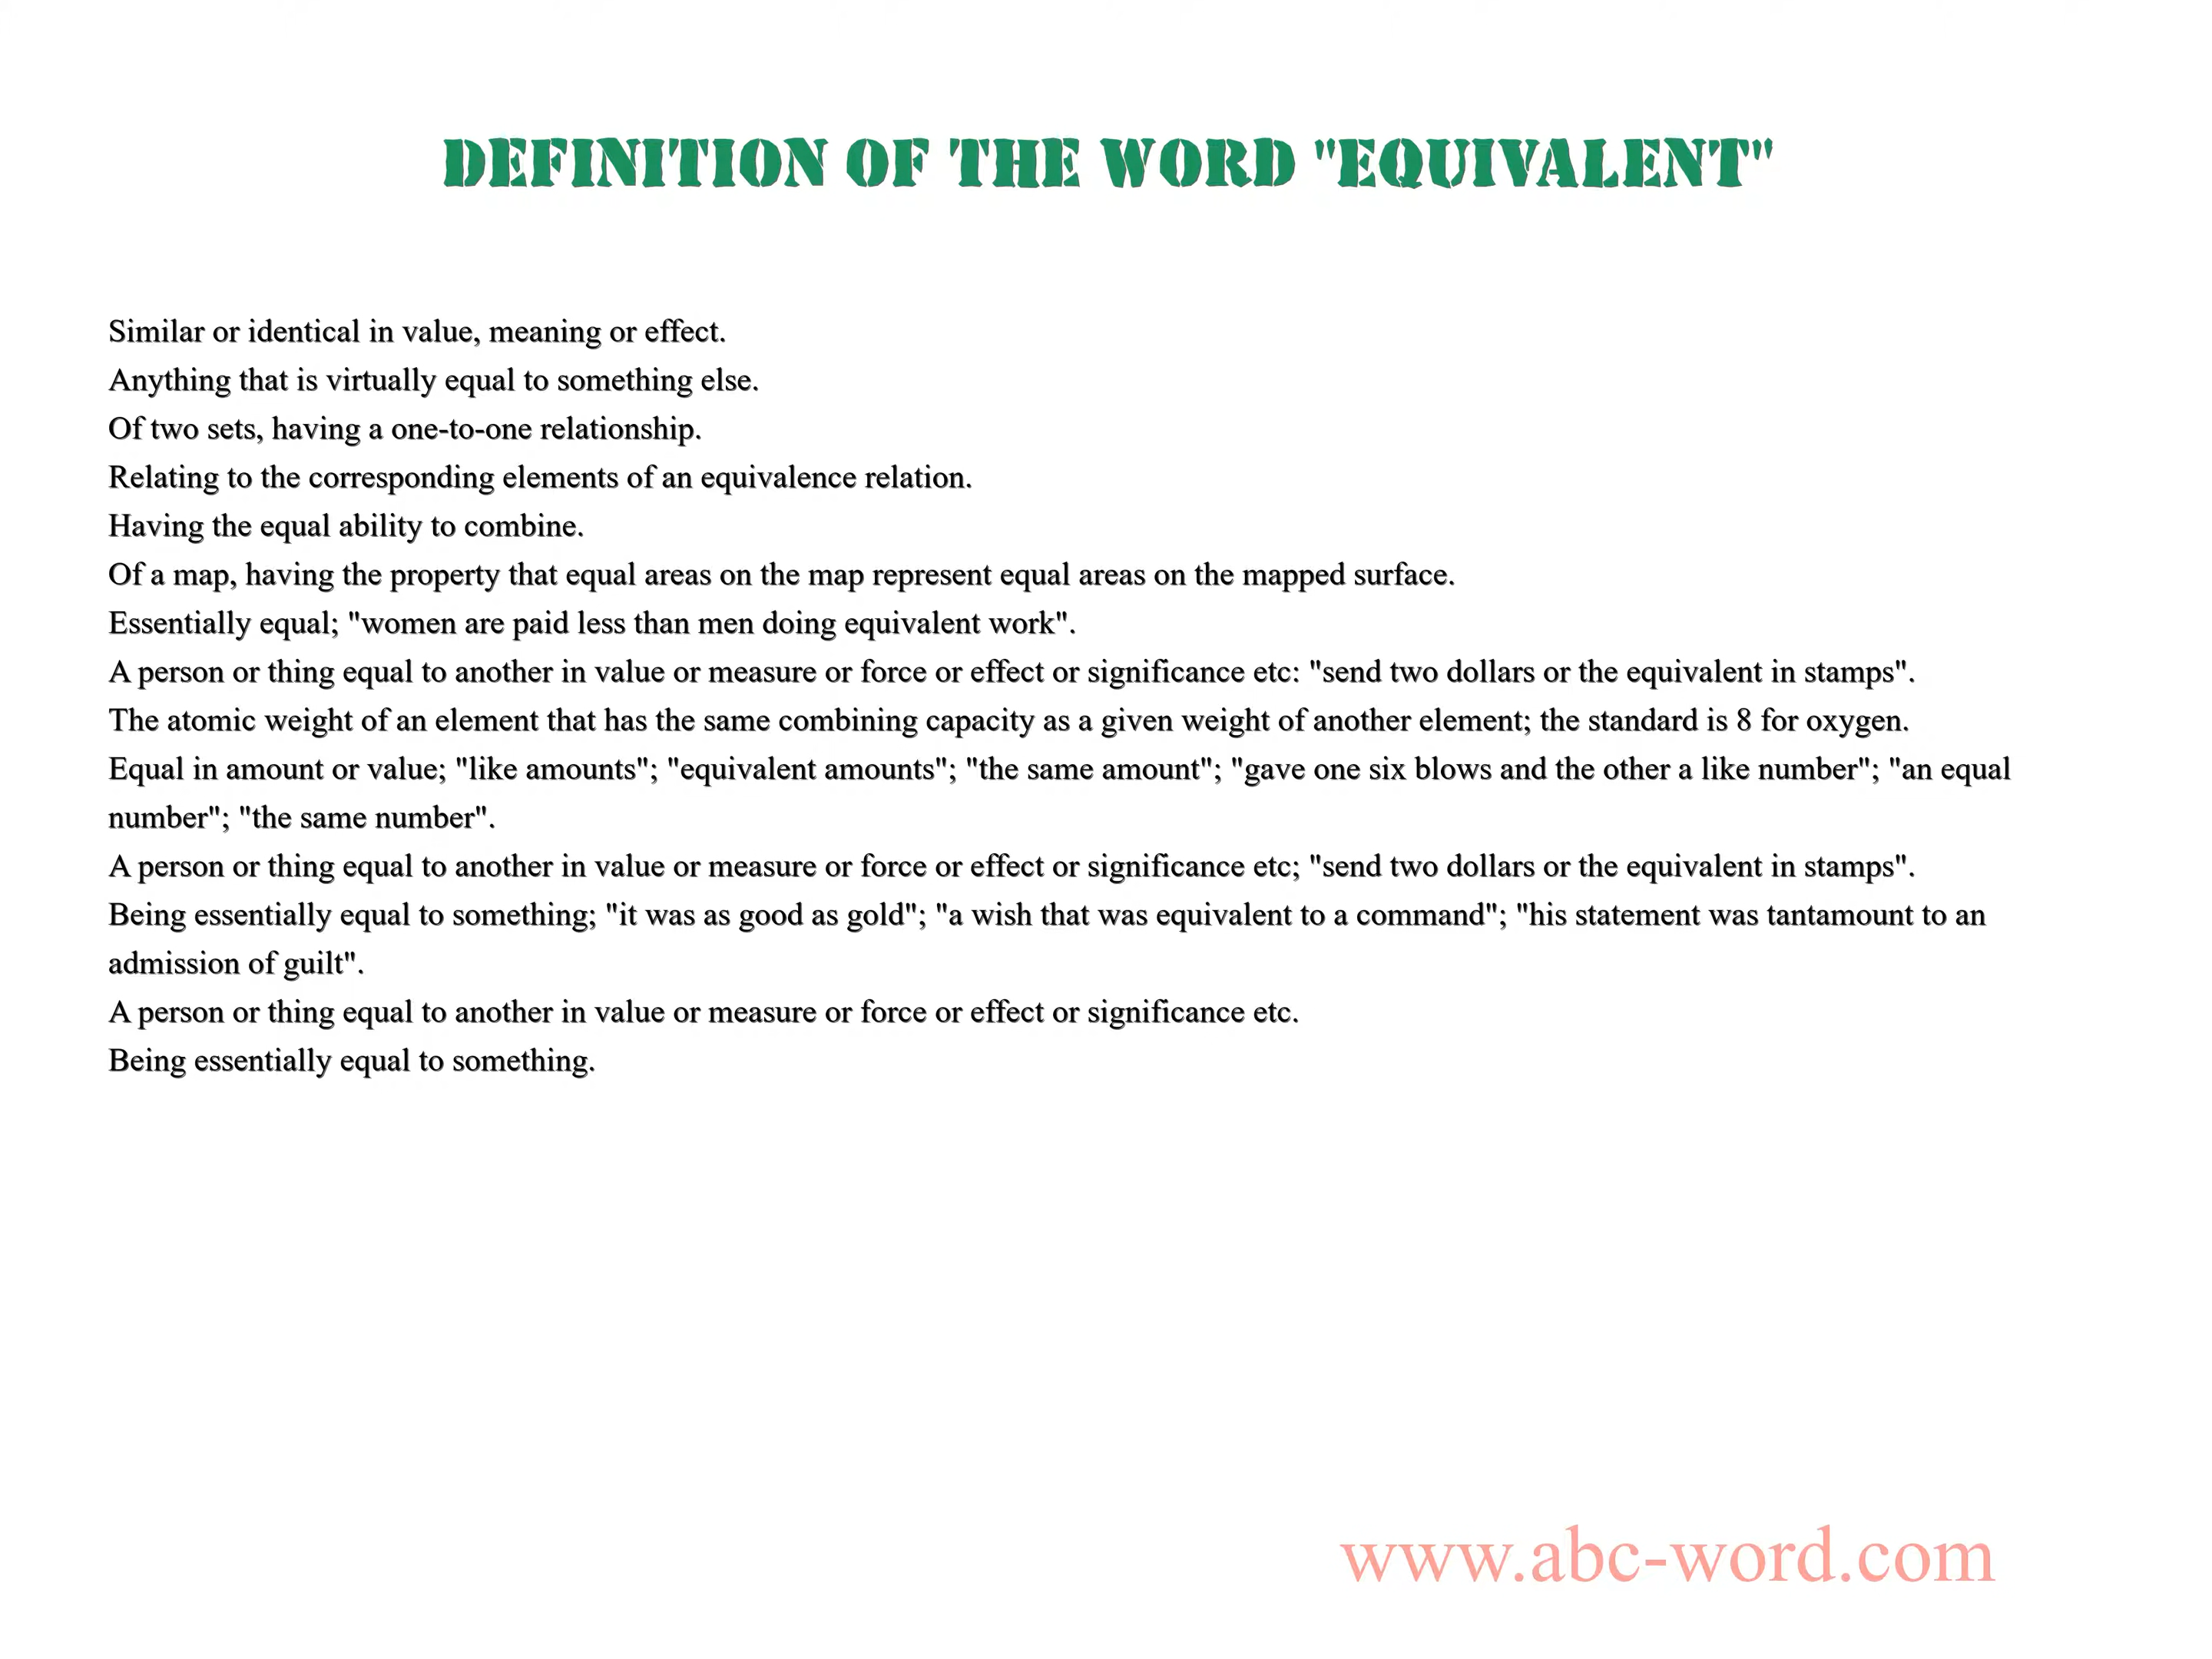 DEFINITION OF THE WORD "EQUIVALENT"
Similar or identical in value, meaning or effect.
Anything that is virtually equal to something else.
Of two sets, having a one-to-one relationship.
Relating to the corresponding elements of an equivalence relation.
Having the equal ability to combine.
Of a map, having the property that equal areas on the map represent equal areas on the mapped surface.
Essentially equal; "women are paid less than men doing equivalent work".
A person or thing equal to another in value or measure or force or effect or significance etc: "send two dollars or the equivalent in stamps".
The atomic weight of an element that has the same combining capacity as a given weight of another element; the standard is 8 for oxygen.
Equal in amount or value; "like amounts"; "equivalent amounts"; "the same amount"; "gave one six blows and the other a like number"; "an equal
number"; "the same number".
A person or thing equal to another in value or measure or force or effect or significance etc; "send two dollars or the equivalent in stamps".
Being essentially equal to something; "it was as good as gold"; "a wish that was equivalent to a command"; "his statement was tantamount to an
admission of guilt".
A person or thing equal to another in value or measure or force or effect or significance etc.
Being essentially equal to something.
www.abc-word.com